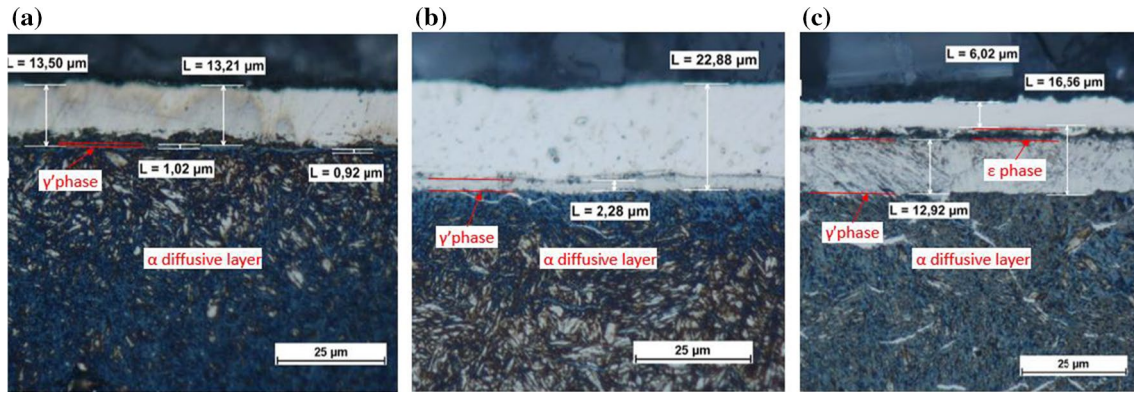 (a)
L = 13,50 µm
L = 13,21 µm
γ'phase
L = 1,02 µm
L = 0,92 µm
α diffusive layer
25 µm
(b)
L = 22,88 µm
L = 2,28 µm
γ'phase
α diffusive layer
25 µm
(c)
L = 6,02 µm
L = 16,56 µm
ε phase
L = 12,92 µm
γ'phase
α diffusive layer
25 µm